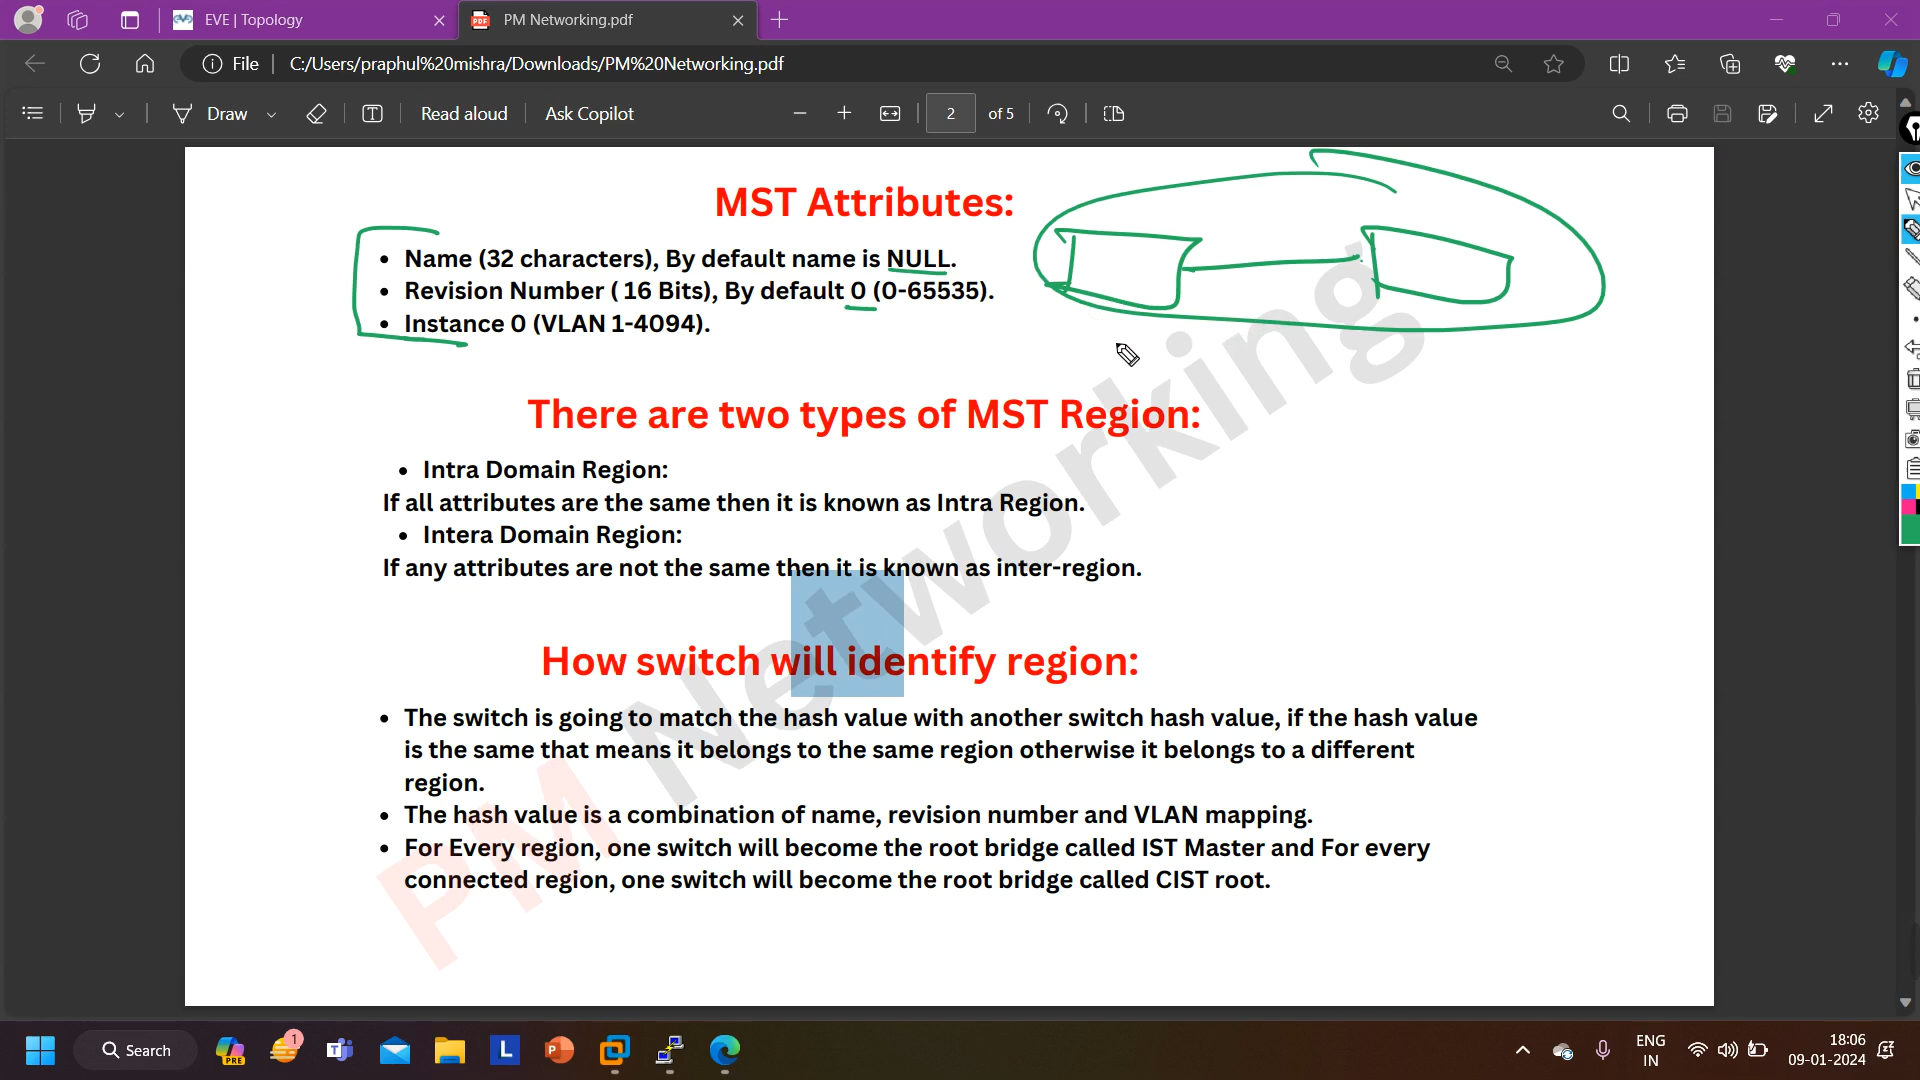 EVE | Topology
PM Networking.pdf
File
C:/Users/praphul%20mishra/Downloads/PM%20Networking.pdf
Draw
Read aloud
Ask Copilot
2 of 5
MST Attributes:
• Name (32 characters), By default name is NULL.
• Revision Number ( 16 Bits), By default 0 (0-65535).
• Instance 0 (VLAN 1-4094).
There are two types of MST Region:
• Intra Domain Region:
If all attributes are the same then it is known as Intra Region.
• Intera Domain Region:
If any attributes are not the same then it is known as inter-region.
How switch will identify region:
• The switch is going to match the hash value with another switch hash value, if the hash value
is the same that means it belongs to the same region otherwise it belongs to a different
region.
• The hash value is a combination of name, revision number and VLAN mapping.
• For Every region, one switch will become the root bridge called IST Master and For every
connected region, one switch will become the root bridge called CIST root.
PM Networking
Search
PRE
1
ENG
IN
18:06
09-01-2024